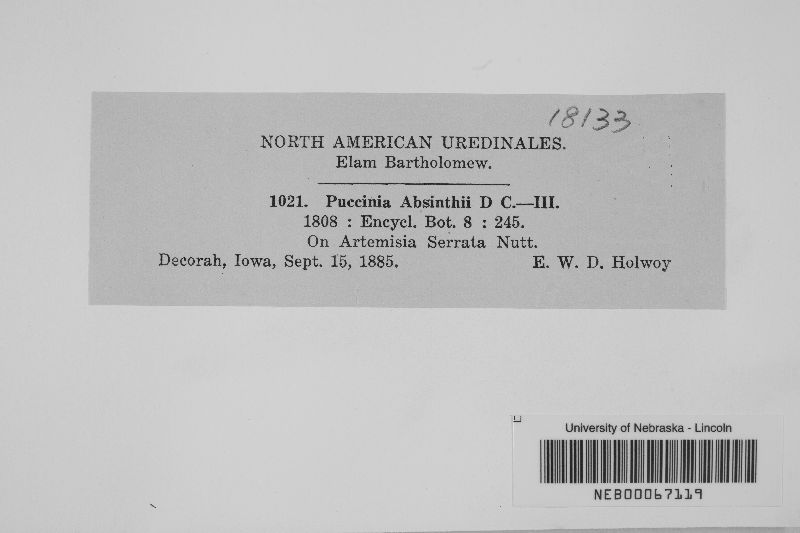 18133
NORTH AMERICAN UREDINALES.
Elam Bartholomew.
1021. Puccinia Absinthii D C.—III.
1808 : Encycl. Bot. 8 : 245.
On Artemisia Serrata Nutt.
Decorah, Iowa, Sept. 15, 1885. E. W. D. Holwoy
University of Nebraska - Lincoln
NEB00067119